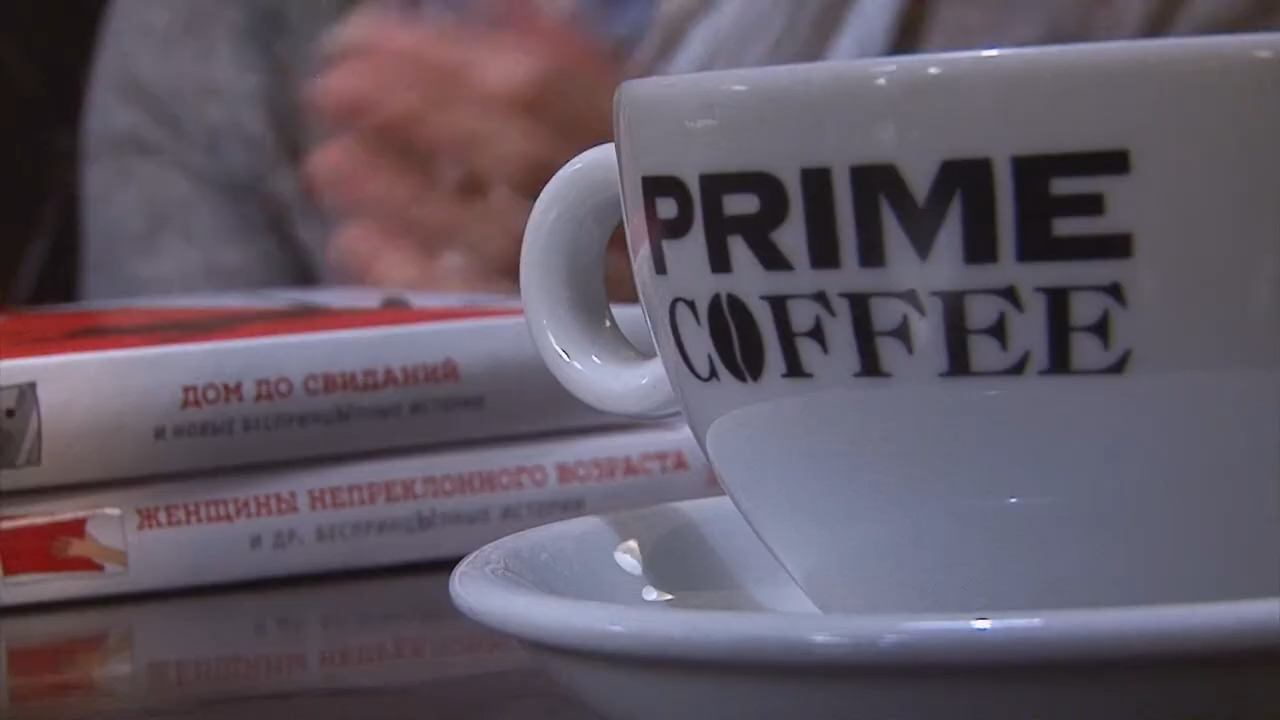 PRIME
COFFEE
ДОМ ДО СВИДАНИЙ
И НОВЫЕ БЕСПРИНЦЫПНЫЕ ИСТОРИИ
ЖЕНЩИНЫ НЕПРЕКЛОННОГО ВОЗРАСТА
И ДР. БЕСПРИНЦЫПНЫЕ ИСТОРИИ